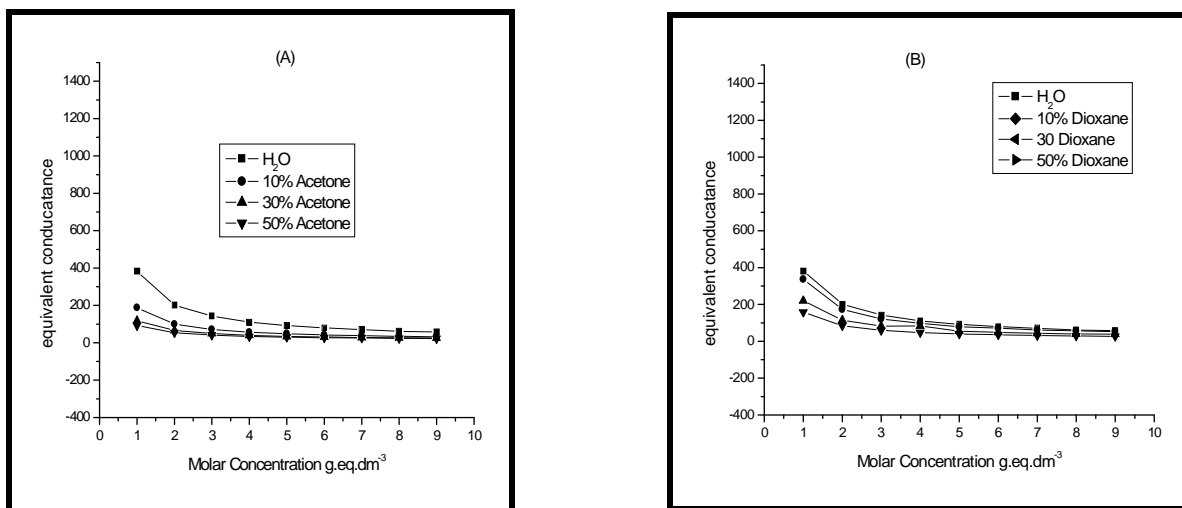 (A)
1400
1200
1000
800
600
400
200
0
-200
-400
equivalent conducatance
H2O
10% Acetone
30% Acetone
50% Acetone
0 1 2 3 4 5 6 7 8 9 10
Molar Concentration g.eq.dm-3
(B)
1400
1200
1000
800
600
400
200
0
-200
-400
equivalent conducatance
H2O
10% Dioxane
30 Dioxane
50% Dioxane
0 1 2 3 4 5 6 7 8 9 10
Molar Concentration g.eq.dm-3